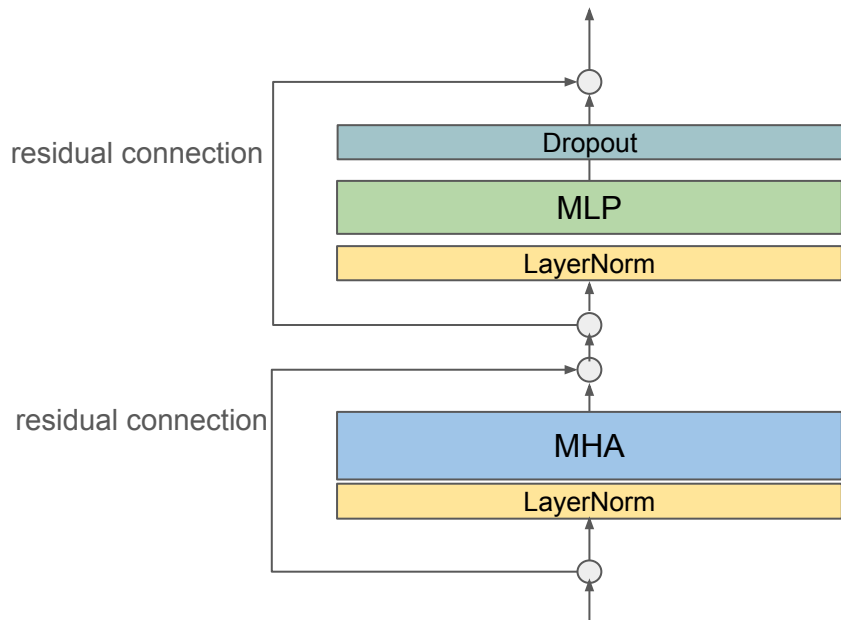 Dropout
residual connection
MLP
LayerNorm
residual connection
MHA
LayerNorm